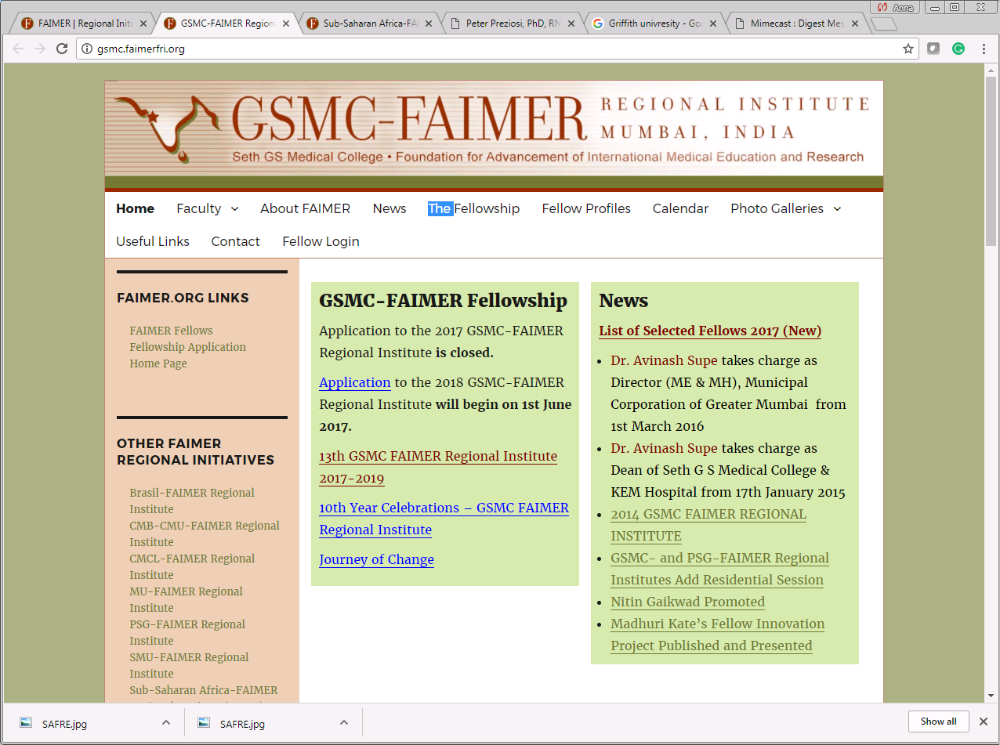 Anna
FAIMER | Regional Initi
GSMC-FAIMER Region
Sub-Saharan Africa-FAI
Peter Preziosi, PhD, RN
Griffith univresity - Goo
Mimecast : Digest Mes
gsmc.faimerfri.org
GSMC-FAIMER REGIONAL INSTITUTE
MUMBAI, INDIA
Seth GS Medical College • Foundation for Advancement of International Medical Education and Research
Home Faculty About FAIMER News The Fellowship Fellow Profiles Calendar Photo Galleries
Useful Links Contact Fellow Login
FAIMER.ORG LINKS
FAIMER Fellows
Fellowship Application
Home Page
OTHER FAIMER
REGIONAL INITIATIVES
Brasil-FAIMER Regional
Institute
CMB-CMU-FAIMER Regional
Institute
CMCL-FAIMER Regional
Institute
MU-FAIMER Regional
Institute
PSG-FAIMER Regional
Institute
SMU-FAIMER Regional
Institute
Sub-Saharan Africa-FAIMER
GSMC-FAIMER Fellowship
Application to the 2017 GSMC-FAIMER
Regional Institute is closed.
Application to the 2018 GSMC-FAIMER
Regional Institute will begin on 1st June
2017.
13th GSMC FAIMER Regional Institute
2017-2019
10th Year Celebrations – GSMC FAIMER
Regional Institute
Journey of Change
News
List of Selected Fellows 2017 (New)
• Dr. Avinash Supe takes charge as
Director (ME & MH), Municipal
Corporation of Greater Mumbai from
1st March 2016
• Dr. Avinash Supe takes charge as
Dean of Seth G S Medical College &
KEM Hospital from 17th January 2015
• 2014 GSMC FAIMER REGIONAL
INSTITUTE
• GSMC- and PSG-FAIMER Regional
Institutes Add Residential Session
• Nitin Gaikwad Promoted
• Madhuri Kate’s Fellow Innovation
Project Published and Presented
SAFRE.jpg
SAFRE.jpg
Show all